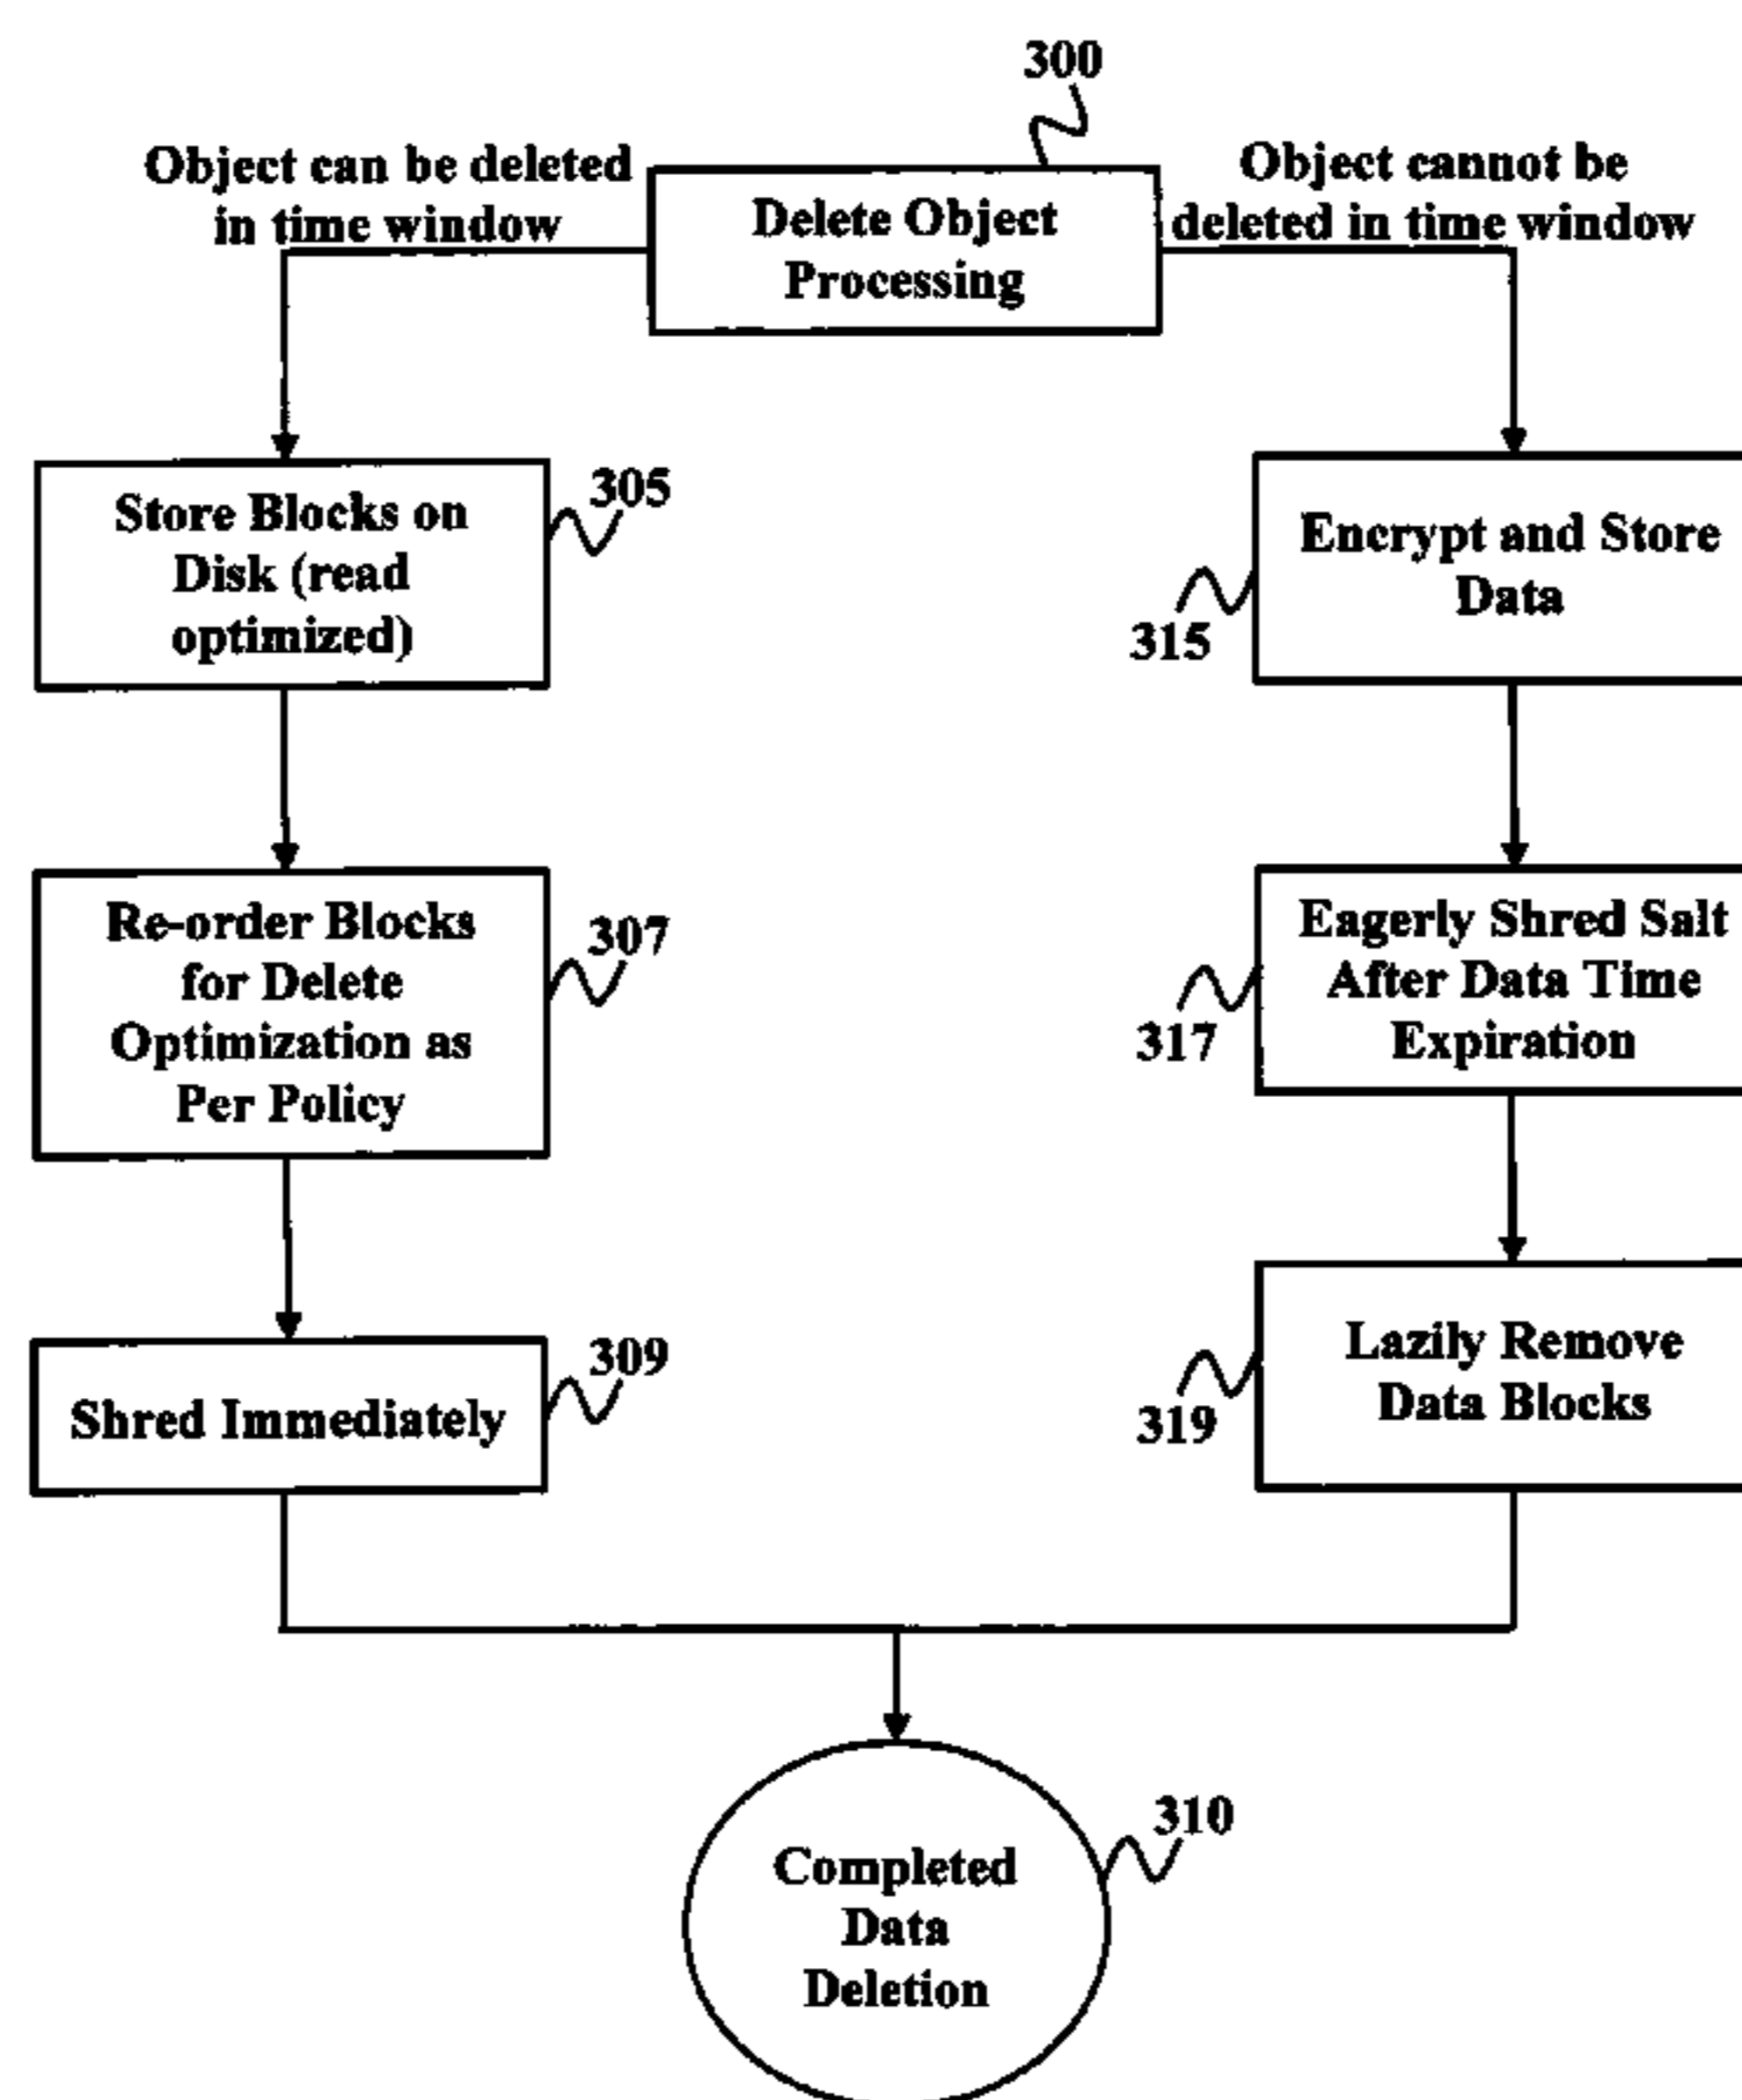 300
Object can be deleted
in time window
Delete Object
Processing
Object cannot be
deleted in time window
Store Blocks on
Disk (read
optimized)
305
Encrypt and Store
Data
315
Re-order Blocks
for Delete
Optimization as
Per Policy
307
Eagerly Shred Salt
After Data Time
Expiration
317
Shred Immediately
309
Lazily Remove
Data Blocks
319
310
Completed
Data
Deletion